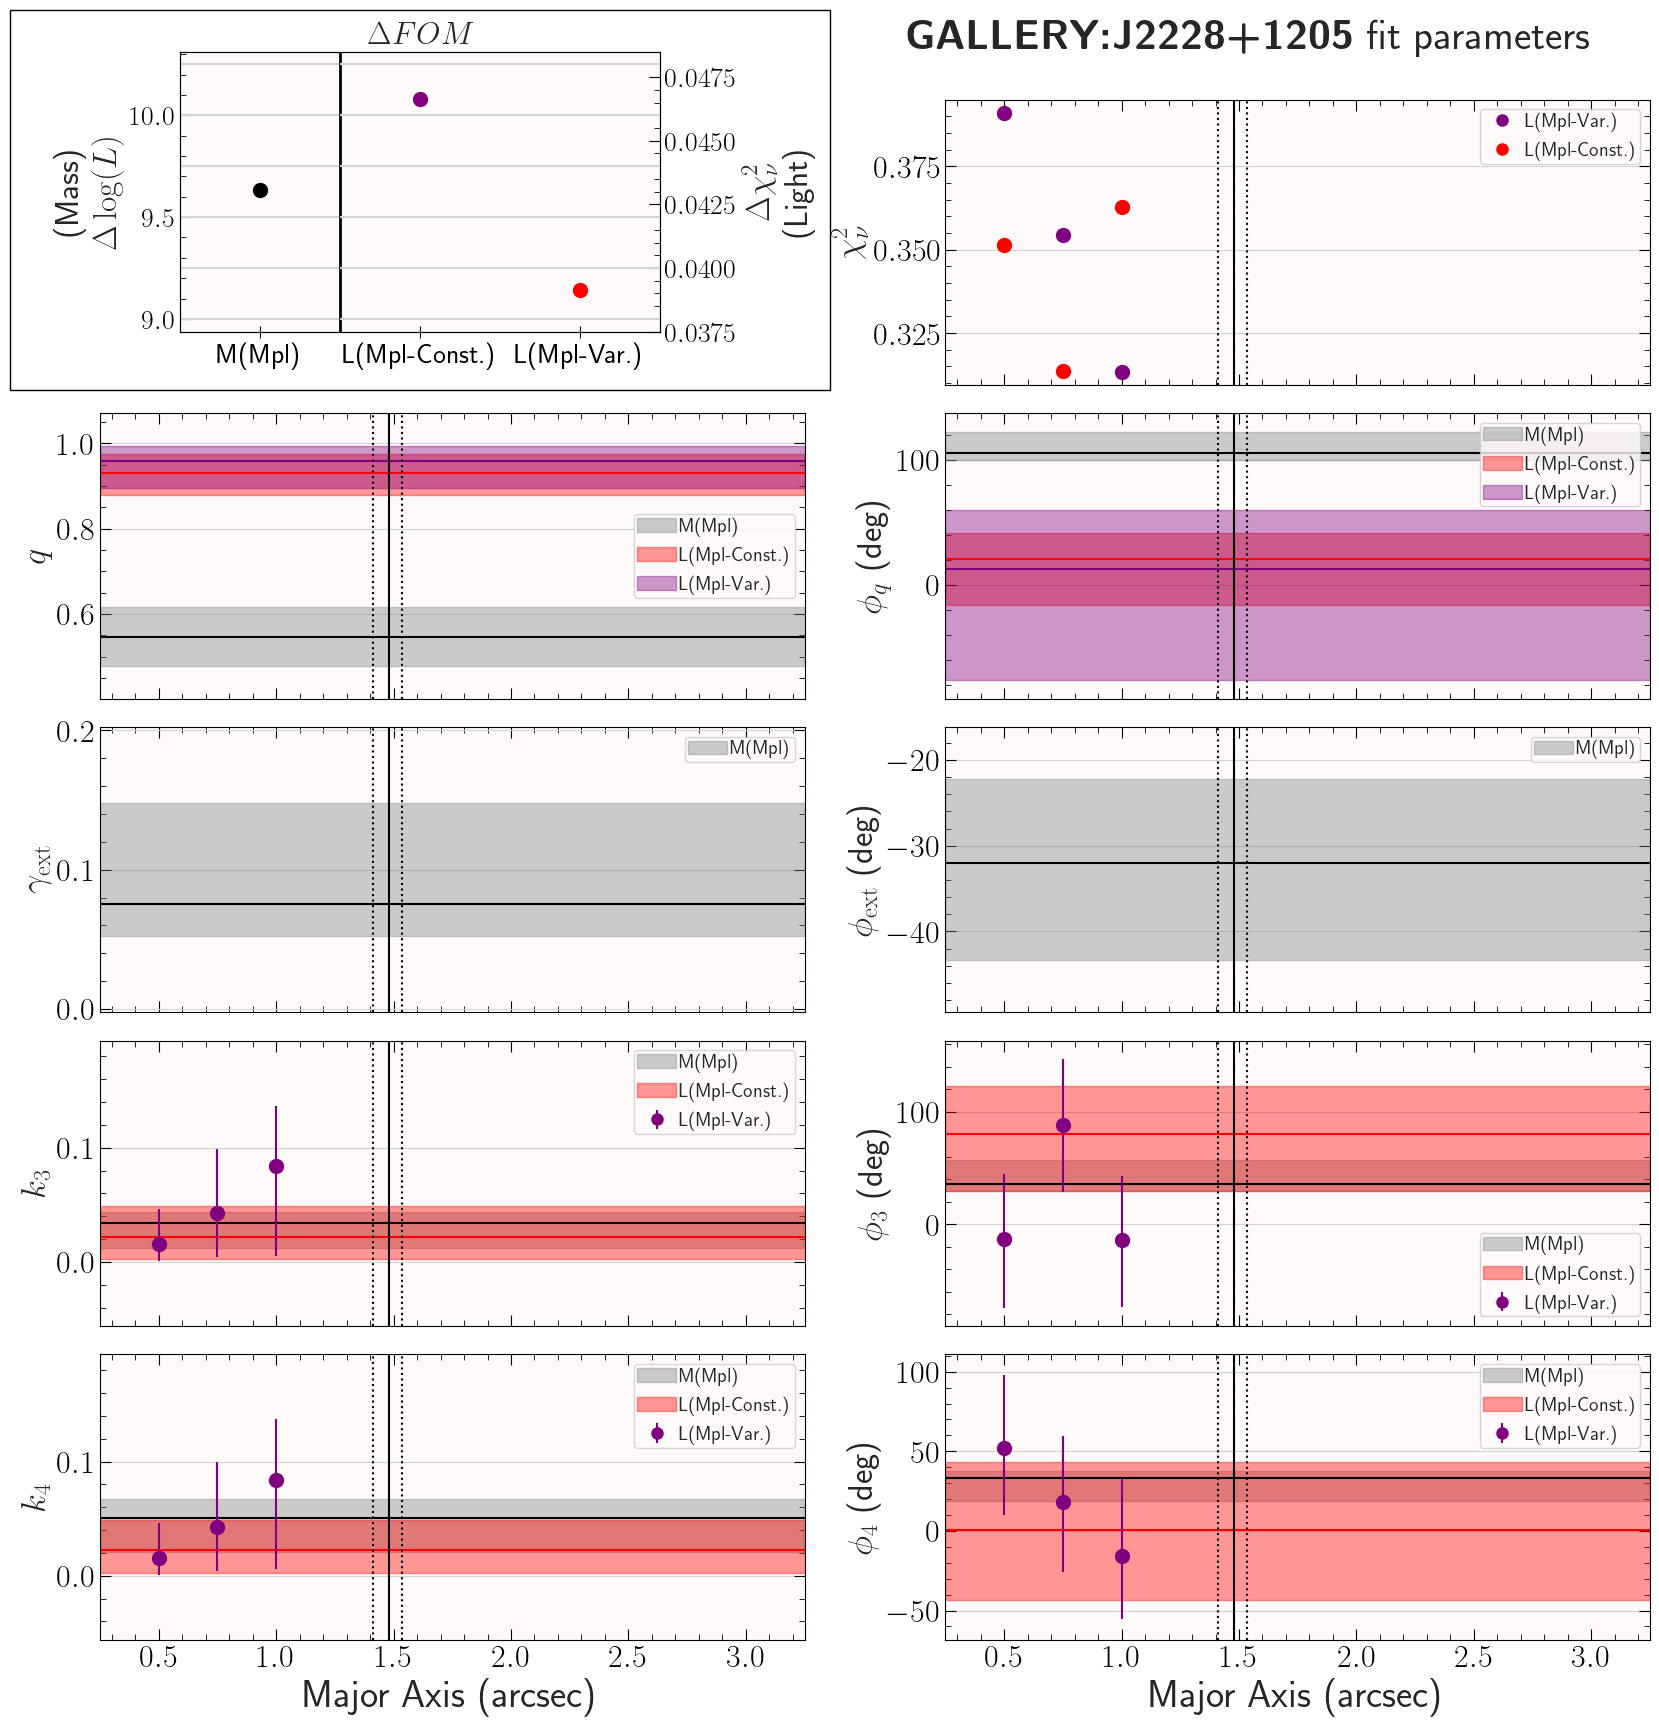 GALLERY:J2228+1205 fit parameters
ΔFOM
(Mass)
Δ log(L)
10.0
9.5
9.0
0.0475
0.0450
0.0425
0.0400
0.0375
Δχ²ᵥ
(Light)
M(Mpl) L(Mpl-Const.) L(Mpl-Var.)
χ²ᵥ
0.375
0.350
0.325
L(Mpl-Var.)
L(Mpl-Const.)
q
1.0
0.8
0.6
M(Mpl)
L(Mpl-Const.)
L(Mpl-Var.)
ϕ_q (deg)
100
0
M(Mpl)
L(Mpl-Const.)
L(Mpl-Var.)
γ_ext
0.2
0.1
0.0
M(Mpl)
ϕ_ext (deg)
−20
−30
−40
M(Mpl)
k₃
0.1
0.0
M(Mpl)
L(Mpl-Const.)
L(Mpl-Var.)
ϕ₃ (deg)
100
0
M(Mpl)
L(Mpl-Const.)
L(Mpl-Var.)
k₄
0.1
0.0
M(Mpl)
L(Mpl-Const.)
L(Mpl-Var.)
0.5 1.0 1.5 2.0 2.5 3.0
Major Axis (arcsec)
ϕ₄ (deg)
100
50
0
−50
M(Mpl)
L(Mpl-Const.)
L(Mpl-Var.)
0.5 1.0 1.5 2.0 2.5 3.0
Major Axis (arcsec)